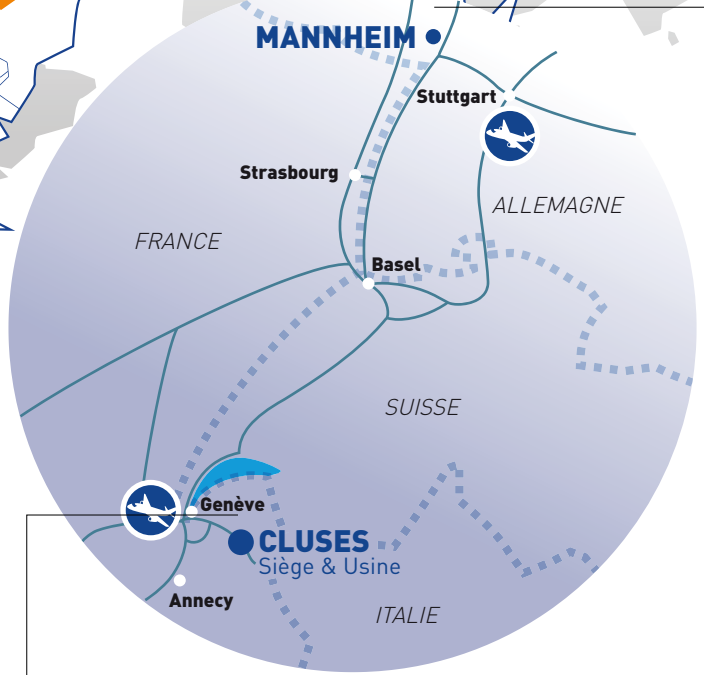 MANNHEIM
Stuttgart
Strasbourg
ALLEMAGNE
FRANCE
Basel
SUISSE
Genève
CLUSES
Siège & Usine
Annecy
ITALIE